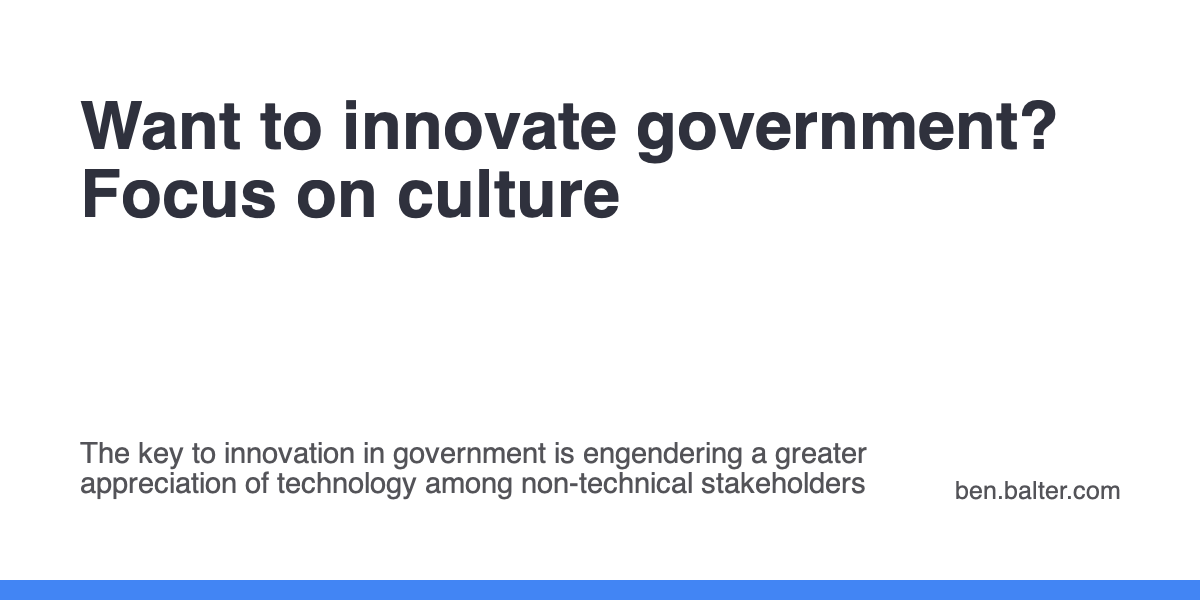 Want to innovate government?
Focus on culture
The key to innovation in government is engendering a greater
appreciation of technology among non-technical stakeholders
ben.balter.com